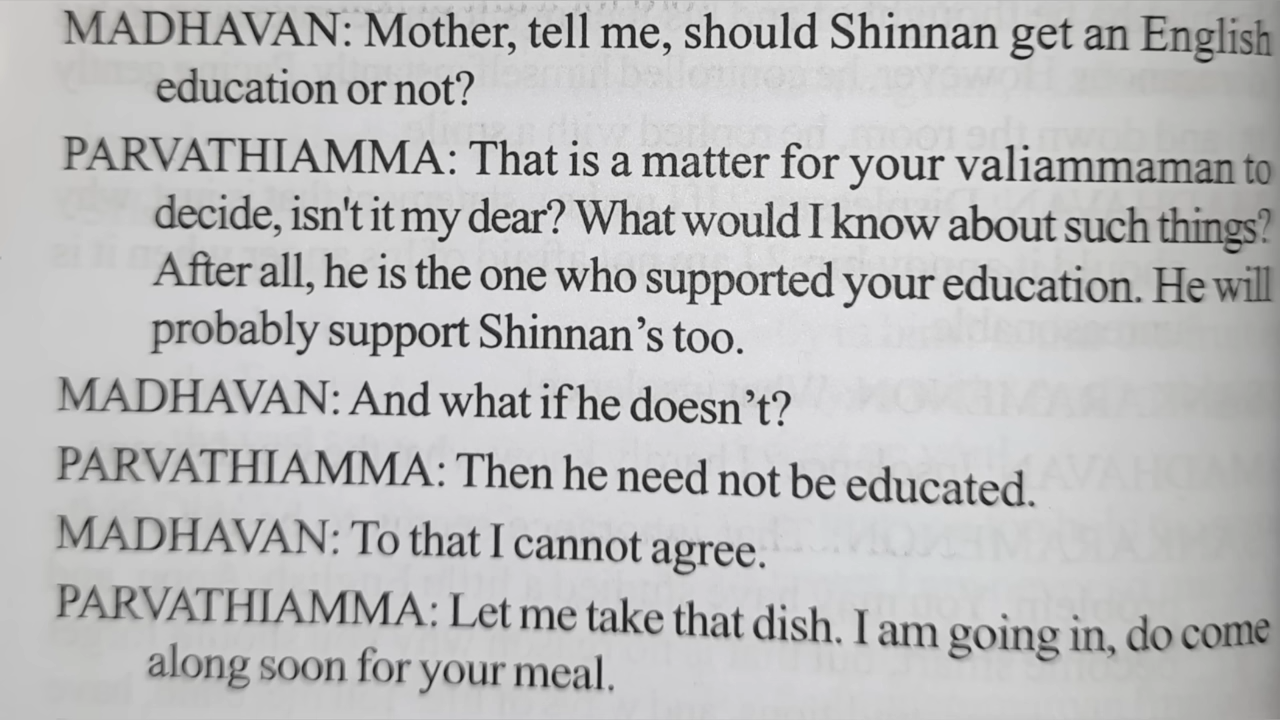 MADHAVAN: Mother, tell me, should Shinnan get an English
education or not?
PARVATHIAMMA: That is a matter for your valiammaman to
decide, isn't it my dear? What would I know about such things?
After all, he is the one who supported your education. He will
probably support Shinnan’s too.
MADHAVAN: And what if he doesn’t?
PARVATHIAMMA: Then he need not be educated.
MADHAVAN: To that I cannot agree.
PARVATHIAMMA: Let me take that dish. I am going in, do come
along soon for your meal.